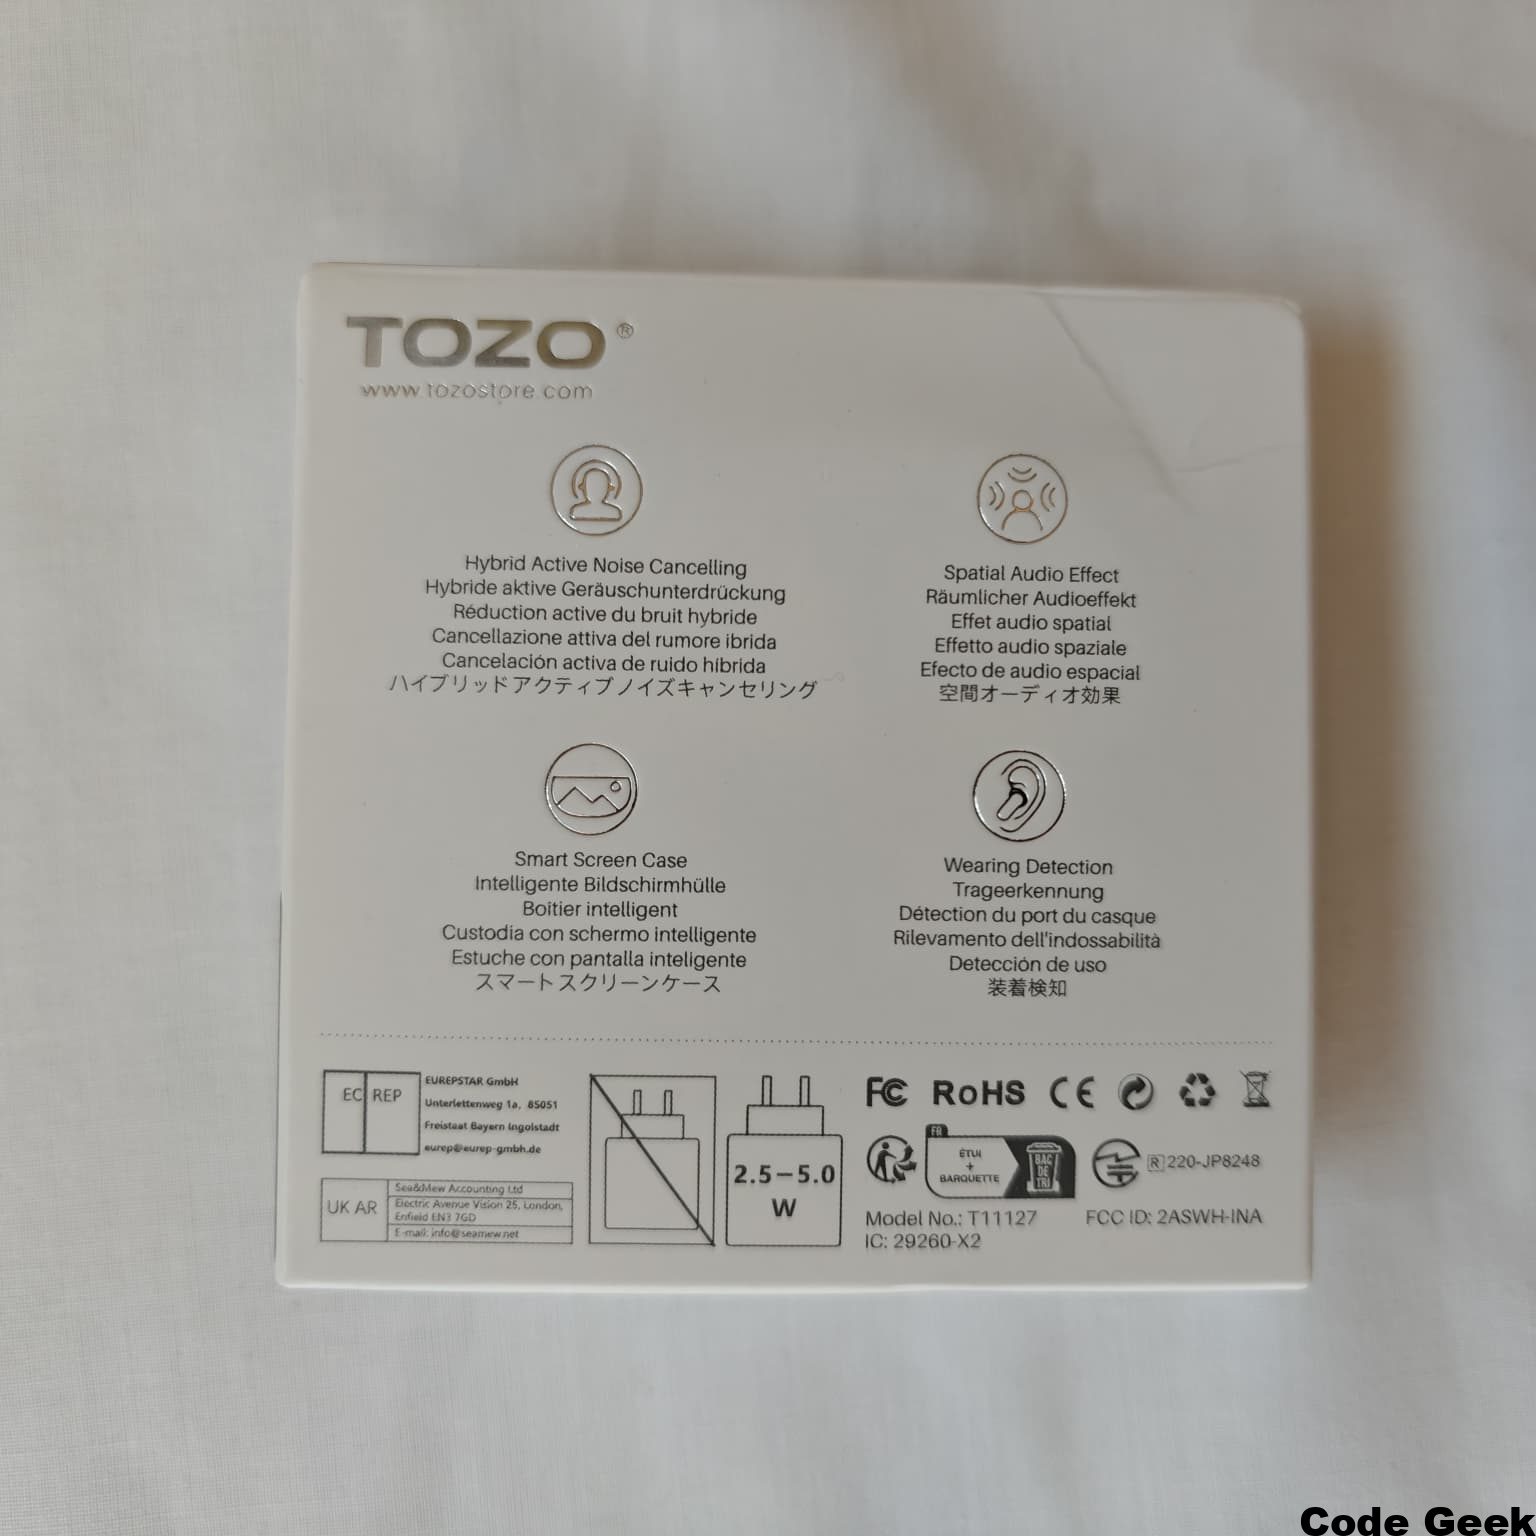 TOZO®
www.tozostore.com
Hybrid Active Noise Cancelling
Hybride aktive Geräuschunterdrückung
Réduction active du bruit hybride
Cancellazione attiva del rumore ibrida
Cancelación activa de ruido híbrida
ハイブリッドアクティブノイズキャンセリング
Spatial Audio Effect
Räumlicher Audioeffekt
Effet audio spatial
Effetto audio spaziale
Efecto de audio espacial
空間オーディオ効果
Smart Screen Case
Intelligente Bildschirmhülle
Boîtier intelligent
Custodia con schermo intelligente
Estuche con pantalla inteligente
スマートスクリーンケース
Wearing Detection
Trageerkennung
Détection du port du casque
Rilevamento dell'indossabilità
Detección de uso
装着検知
EC REP
EUREPSTAR GmbH
Unterlettenweg 1a, 85051
Freistaat Bayern Ingolstadt
eurep@eurep-gmbh.de
UK AR
Sea&Mew Accounting Ltd
Electric Avenue Vision 25, London,
Enfield EN3 7GD
E-mail: info@seamew.net
2.5-5.0
W
FC RoHS CE
FR
ÉTUI
+
BARQUETTE
BAC
DE
TRI
R 220-JP8248
Model No.: T11127
FCC ID: 2ASWH-INA
IC: 29260-X2
Code Geek